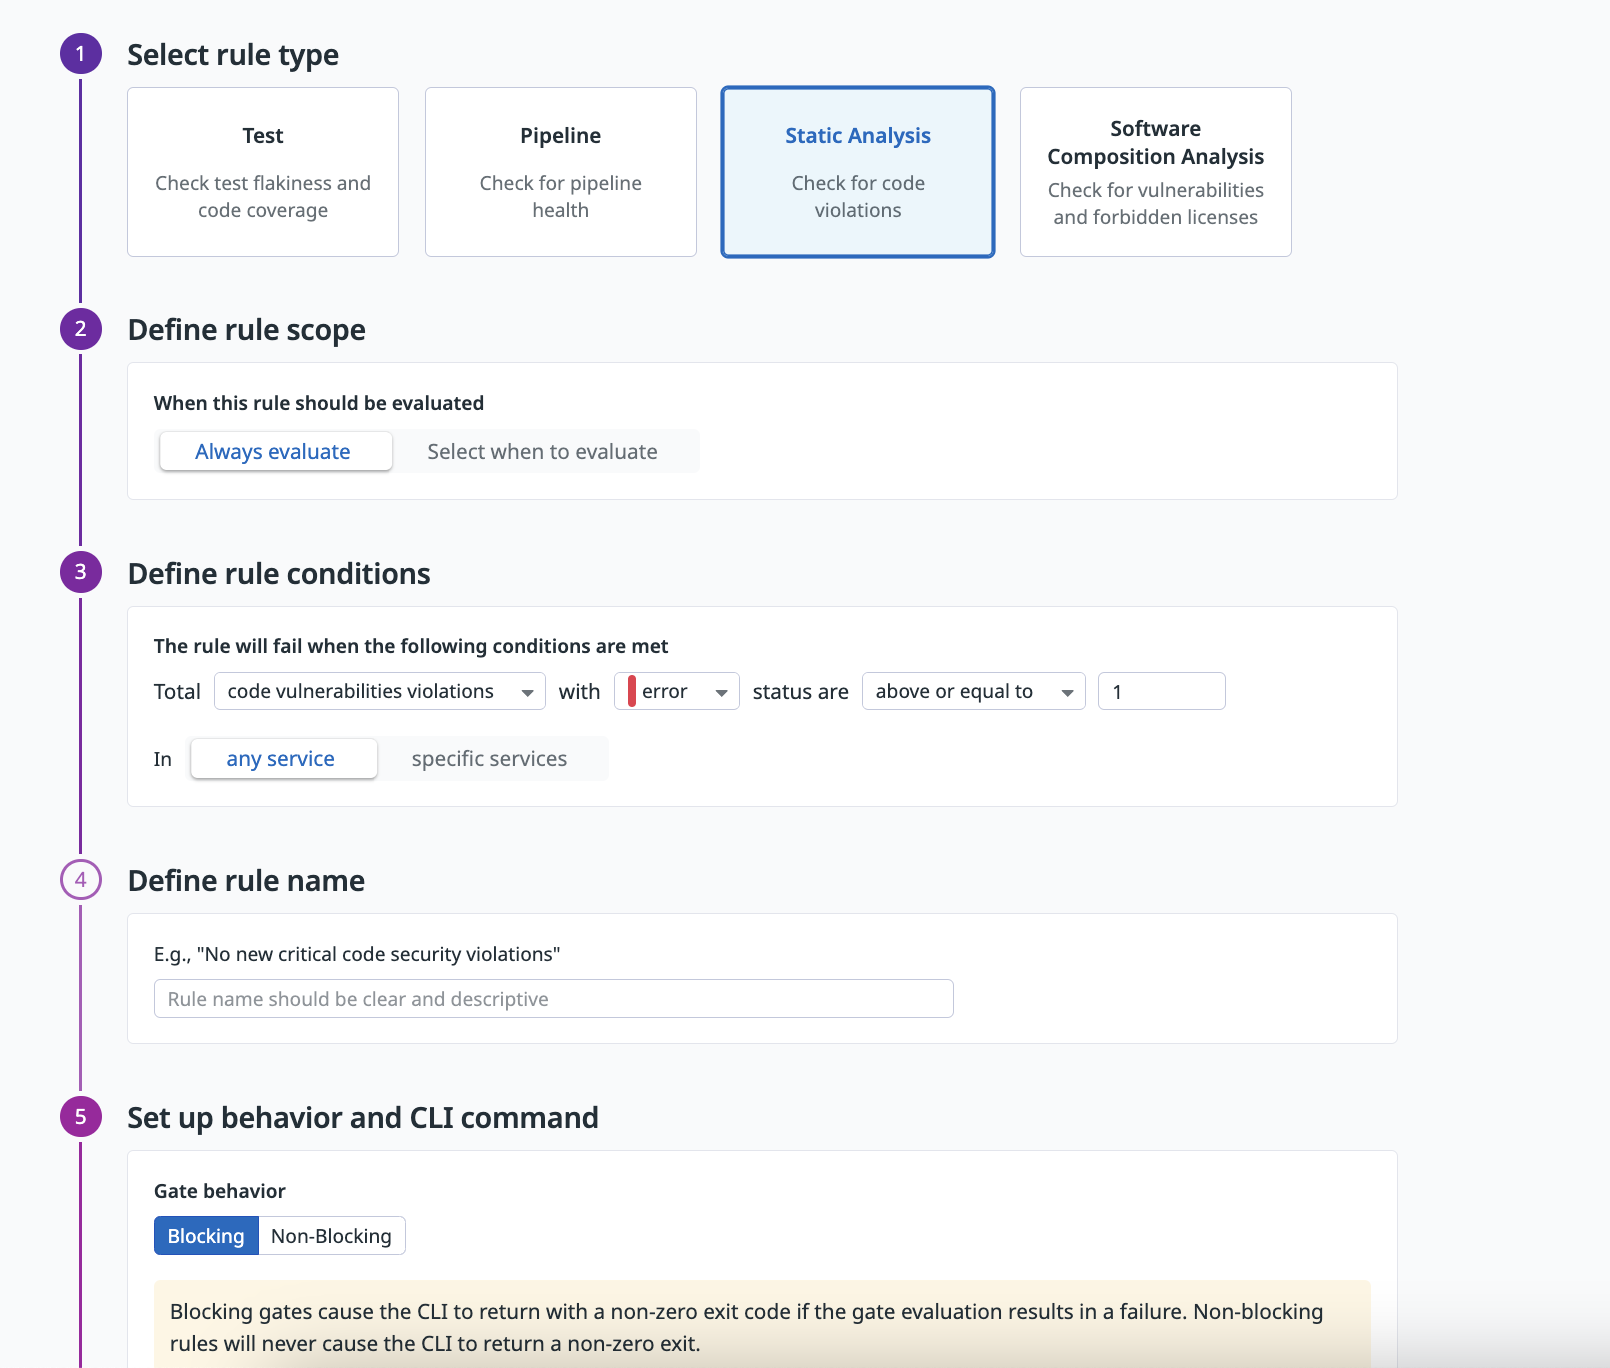 1
Select rule type
Test
Check test flakiness and
code coverage
Pipeline
Check for pipeline
health
Static Analysis
Check for code
violations
Software
Composition Analysis
Check for vulnerabilities
and forbidden licenses
2
Define rule scope
When this rule should be evaluated
Always evaluate Select when to evaluate
3
Define rule conditions
The rule will fail when the following conditions are met
Total code vulnerabilities violations with error status are above or equal to 1
In any service specific services
4
Define rule name
E.g., "No new critical code security violations"
Rule name should be clear and descriptive
5
Set up behavior and CLI command
Gate behavior
Blocking Non-Blocking
Blocking gates cause the CLI to return with a non-zero exit code if the gate evaluation results in a failure. Non-blocking
rules will never cause the CLI to return a non-zero exit.